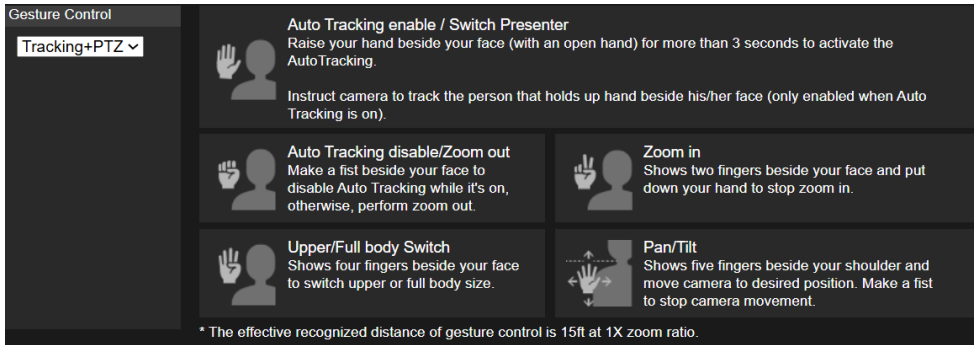 Gesture Control
Tracking+PTZ
Auto Tracking enable / Switch Presenter
Raise your hand beside your face (with an open hand) for more than 3 seconds to activate the
AutoTracking.
Instruct camera to track the person that holds up hand beside his/her face (only enabled when Auto
Tracking is on).
Auto Tracking disable/Zoom out
Make a fist beside your face to
disable Auto Tracking while it's on,
otherwise, perform zoom out.
Zoom in
Shows two fingers beside your face and put
down your hand to stop zoom in.
Upper/Full body Switch
Shows four fingers beside your face
to switch upper or full body size.
Pan/Tilt
Shows five fingers beside your shoulder and
move camera to desired position. Make a fist
to stop camera movement.
* The effective recognized distance of gesture control is 15ft at 1X zoom ratio.